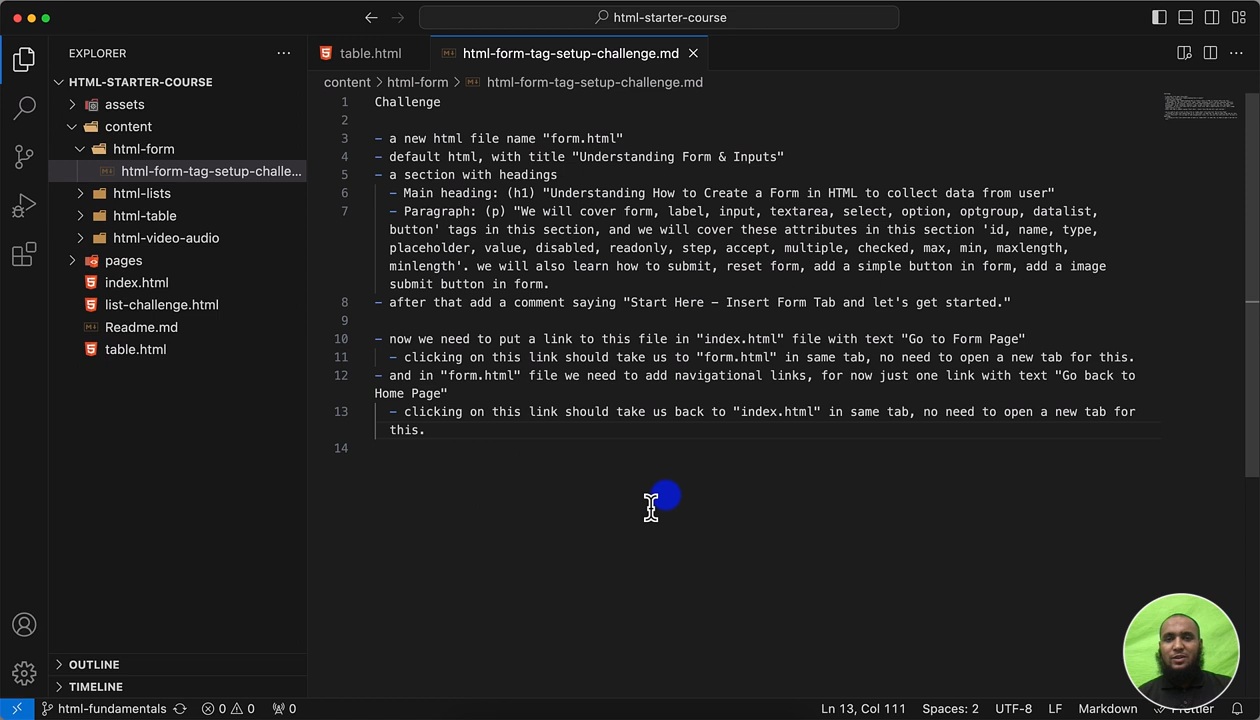 html-starter-course
EXPLORER
table.html
html-form-tag-setup-challenge.md
HTML-STARTER-COURSE
assets
content
html-form
html-form-tag-setup-challe...
html-lists
html-table
html-video-audio
pages
index.html
list-challenge.html
Readme.md
table.html
OUTLINE
TIMELINE
content > html-form > html-form-tag-setup-challenge.md
1 Challenge
2
3 - a new html file name "form.html"
4 - default html, with title "Understanding Form & Inputs"
5 - a section with headings
6 - Main heading: (h1) "Understanding How to Create a Form in HTML to collect data from user"
7 - Paragraph: (p) "We will cover form, label, input, textarea, select, option, optgroup, datalist,
button' tags in this section, and we will cover these attributes in this section 'id, name, type,
placeholder, value, disabled, readonly, step, accept, multiple, checked, max, min, maxlength,
minlength'. we will also learn how to submit, reset form, add a simple button in form, add a image
submit button in form.
8 - after that add a comment saying "Start Here - Insert Form Tab and let's get started."
9
10 - now we need to put a link to this file in "index.html" file with text "Go to Form Page"
11 - clicking on this link should take us to "form.html" in same tab, no need to open a new tab for this.
12 - and in "form.html" file we need to add navigational links, for now just one link with text "Go back to
Home Page"
13 - clicking on this link should take us back to "index.html" in same tab, no need to open a new tab for
this.
14
html-fundamentals 0 0 0 Ln 13, Col 111 Spaces: 2 UTF-8 LF Markdown Prettier